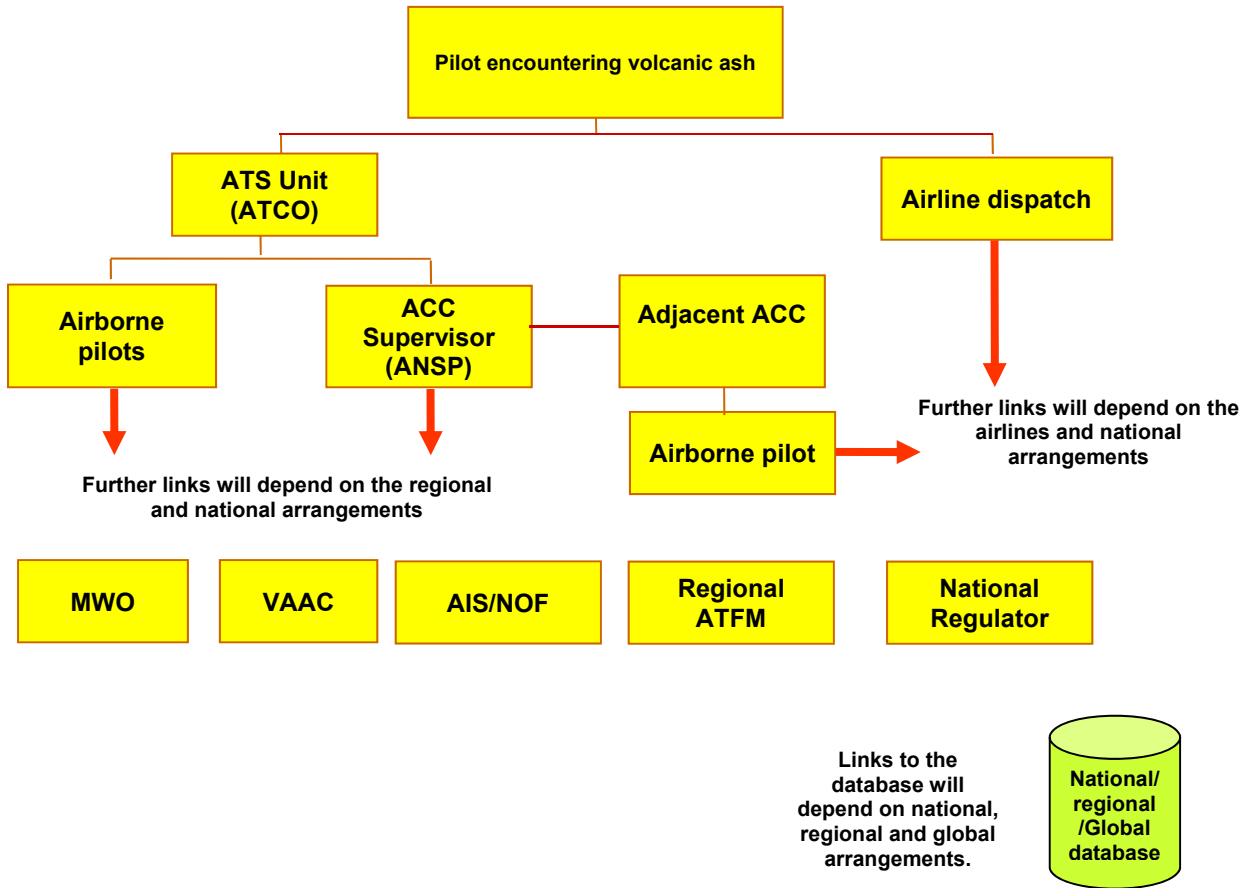 Pilot encountering volcanic ash
ATS Unit
(ATCO)
Airline dispatch
Airborne
pilots
ACC
Supervisor
(ANSP)
Adjacent ACC
Airborne pilot
Further links will depend on the
airlines and national
arrangements
Further links will depend on the regional
and national arrangements
MWO
VAAC
AIS/NOF
Regional
ATFM
National
Regulator
Links to the
database will
depend on national,
regional and global
arrangements.
National/
regional
/Global
database